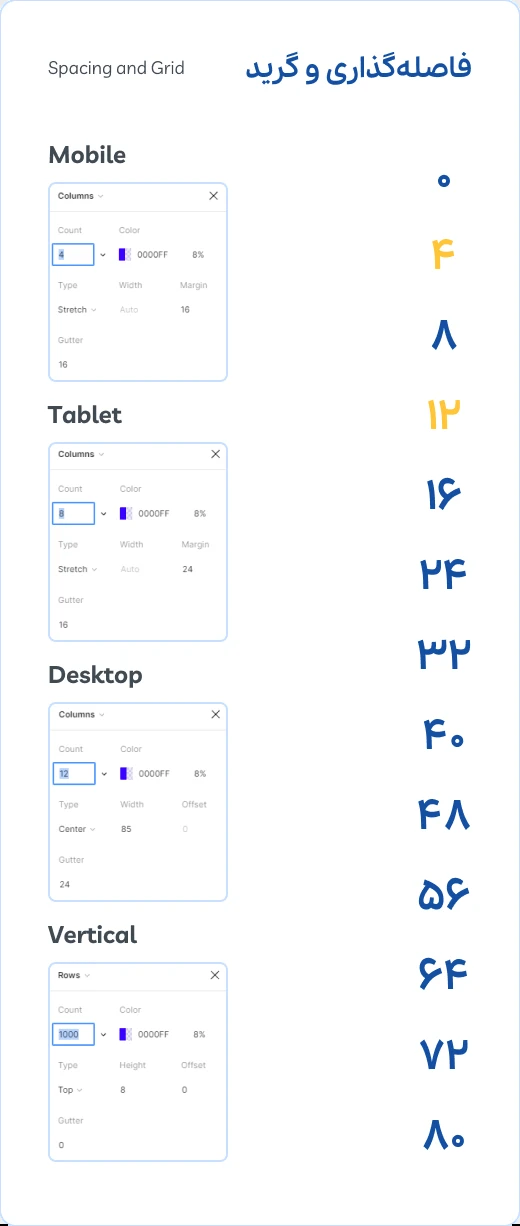 فاصله‌گذاری و گرید
Spacing and Grid
Mobile
Columns
Count Color
4 0000FF 8%
Type Width Margin
Stretch Auto 16
Gutter
16
Tablet
Columns
Count Color
8 0000FF 8%
Type Width Margin
Stretch Auto 24
Gutter
16
Desktop
Columns
Count Color
12 0000FF 8%
Type Width Offset
Center 85 0
Gutter
24
Vertical
Rows
Count Color
1000 0000FF 8%
Type Height Offset
Top 8 0
Gutter
0
۰
۴
۸
۱۲
۱۶
۲۴
۳۲
۴۰
۴۸
۵۶
۶۴
۷۲
۸۰